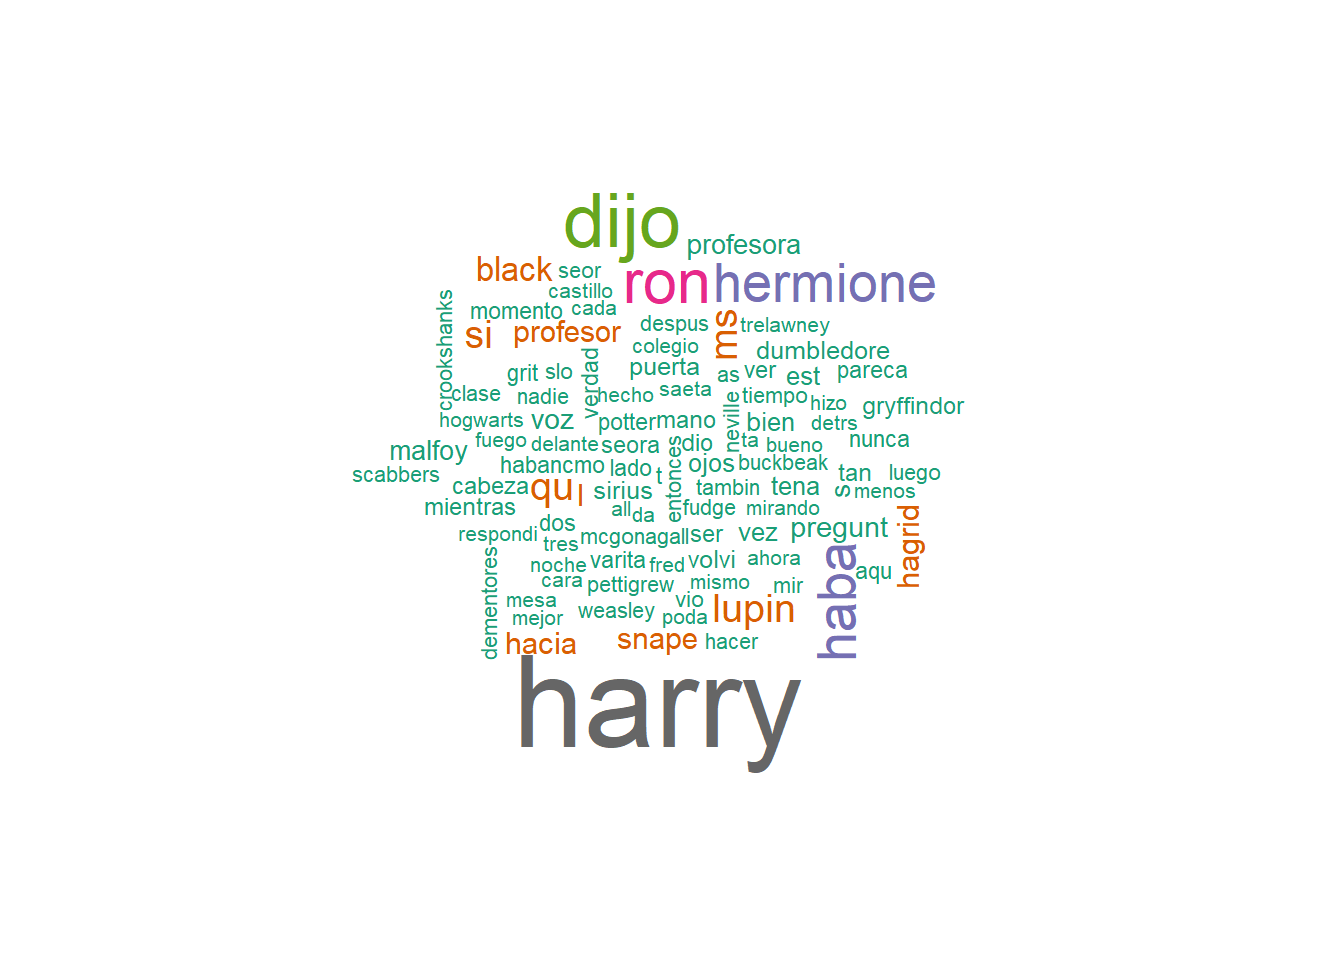 dijo
profesora
black
seor
ron
hermione
castillo
crookshanks
momento
cada
ms
si
profesor
despus
trelawney
colegio
dumbledore
verdad
puerta
grit
slo
as
ver
est
pareca
clase
nadie
hecho
saeta
tiempo
hizo
gryffindor
hogwarts
voz
potter
mano
neville
bien
detrs
fuego
delante
seora
dio
ta
bueno
nunca
malfoy
haban
cmo
lado
entonces
ojos
buckbeak
scabbers
t
tan
luego
cabeza
qu
l
sirius
tambin
tena
s
menos
mientras
all
da
fudge
mirando
hagrid
respondi
dos
mcgonagall
ser
vez
pregunt
tres
dementores
noche
varita
fred
volvi
ahora
haba
aqu
cara
pettigrew
mismo
mir
mesa
weasley
vio
lupin
mejor
poda
hacia
snape
hacer
harry